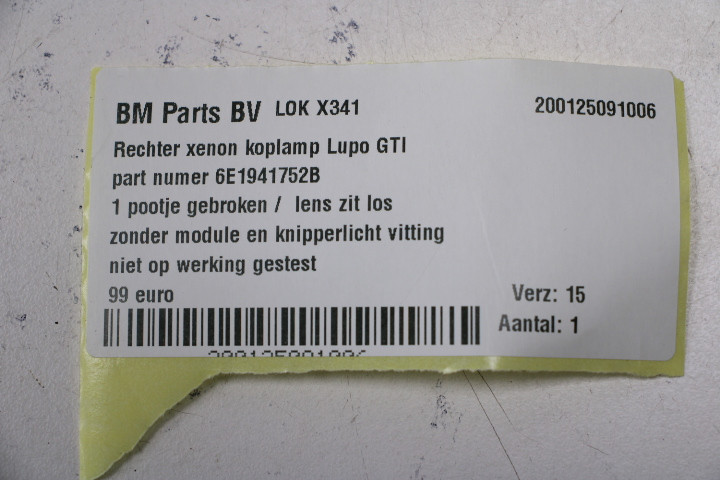 BM Parts BV LOK X341 200125091006
Rechter xenon koplamp Lupo GTI
part numer 6E1941752B
1 pootje gebroken / lens zit los
zonder module en knipperlicht vitting
niet op werking gestest
99 euro Verz: 15
Aantal: 1
200125091006